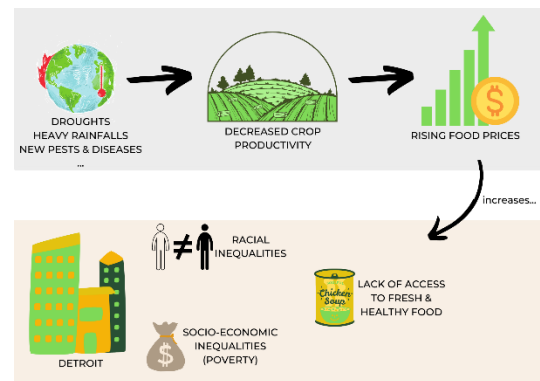 DROUGHTS
HEAVY RAINFALLS
NEW PESTS & DISEASES
...
DECREASED CROP
PRODUCTIVITY
$
RISING FOOD PRICES
increases...
≠
RACIAL
INEQUALITIES
Chicken
Soup
LACK OF ACCESS
TO FRESH &
HEALTHY FOOD
$
SOCIO-ECONOMIC
INEQUALITIES
(POVERTY)
DETROIT